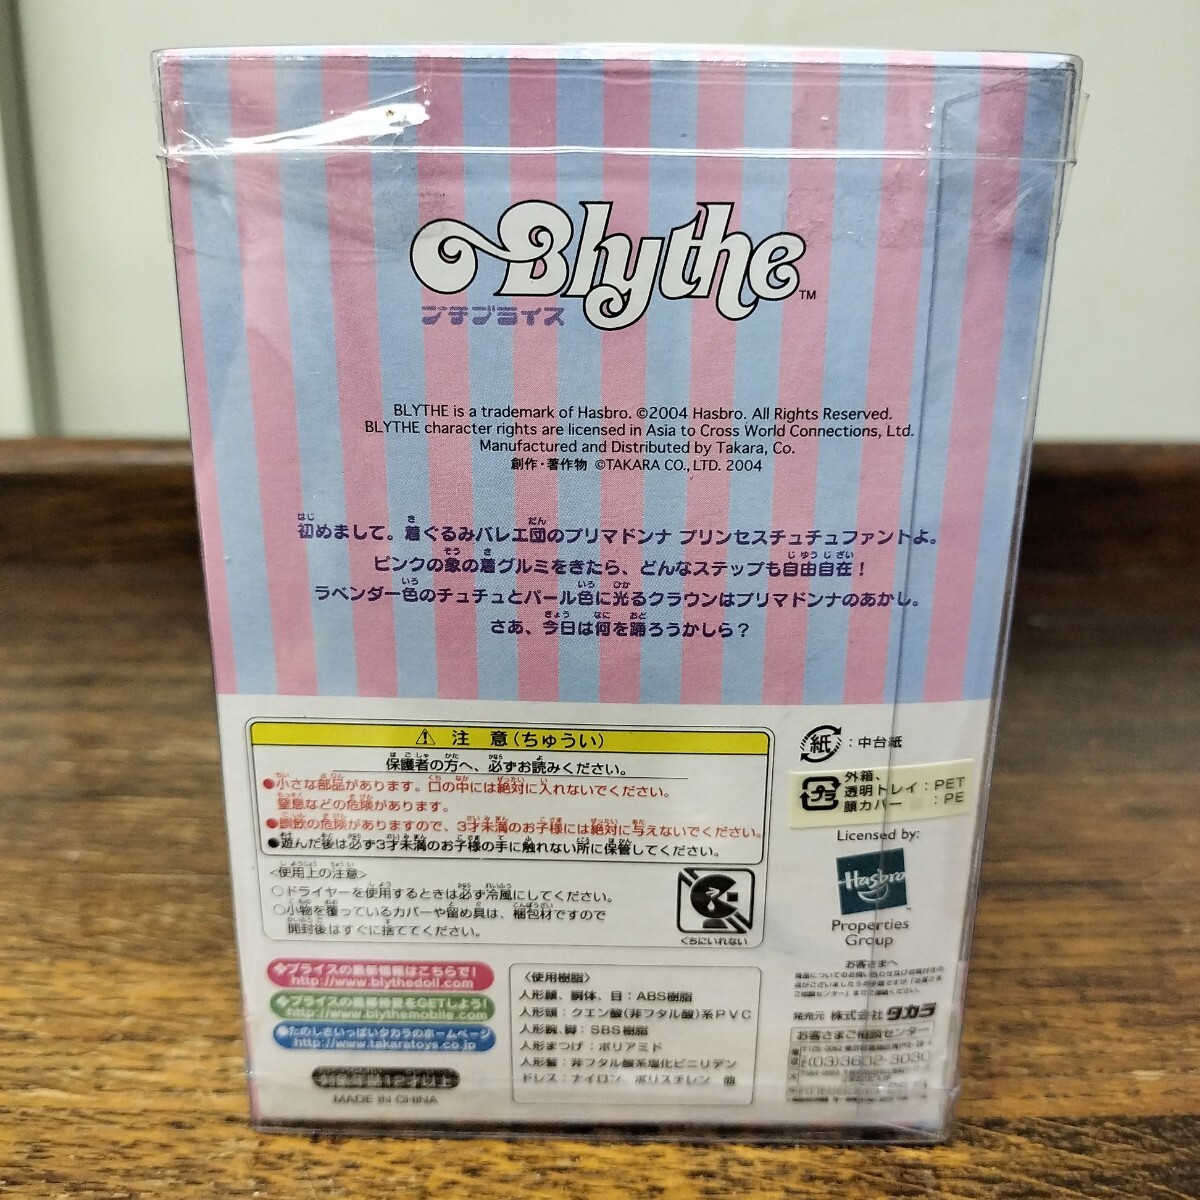 Blythe™
プチブライス
BLYTHE is a trademark of Hasbro. ©2004 Hasbro. All Rights Reserved.
BLYTHE character rights are licensed in Asia to Cross World Connections, Ltd.
Manufactured and Distributed by Takara, Co.
創作・著作物 ©TAKARA CO., LTD. 2004
初めまして。着ぐるみバレエ団のプリマドンナ プリンセスチュチュファントよ。
ピンクの象の着グルミをきたら、どんなステップも自由自在！
ラベンダー色のチュチュとパール色に光るクラウンはプリマドンナのあかし。
さあ、今日は何を踊ろうかしら？
⚠ 注 意（ちゅうい）
保護者の方へ、必ずお読みください。
●小さな部品があります。口の中には絶対に入れないでください。
窒息などの危険があります。
●誤飲の危険がありますので、3才未満のお子様には絶対に与えないでください。
●遊んだ後は必ず3才未満のお子様の手に触れない所に保管してください。
<使用上の注意>
○ドライヤーを使用するときは必ず冷風にしてください。
○小物を覆っているカバーや留め具は、梱包材ですので
開封後はすぐに捨ててください。
くちにいれない
紙：中台紙
プラ
外箱、
透明トレイ：PET
顔カバー：PE
Licensed by:
Hasbro
Properties
Group
◆ブライスの最新情報はこちらで！
http://www.blythedoll.com
http://www.blythemobile.com
◆たのしさいっぱいタカラのホームページ
http://www.takaratoys.co.jp
対象年齢12才以上
MADE IN CHINA
<使用樹脂>
人形顔、胴体、目：ABS樹脂
人形頭：クエン酸（非フタル酸）系PVC
人形腕、脚：SBS樹脂
人形まつげ：ポリアミド
人形髪：非フタル酸系塩化ビニリデン
ドレス：ナイロン、ポリスチレン 他
お客さまへ
発売元 株式会社 タカラ
お客さまご相談センター
(03)3602-3030